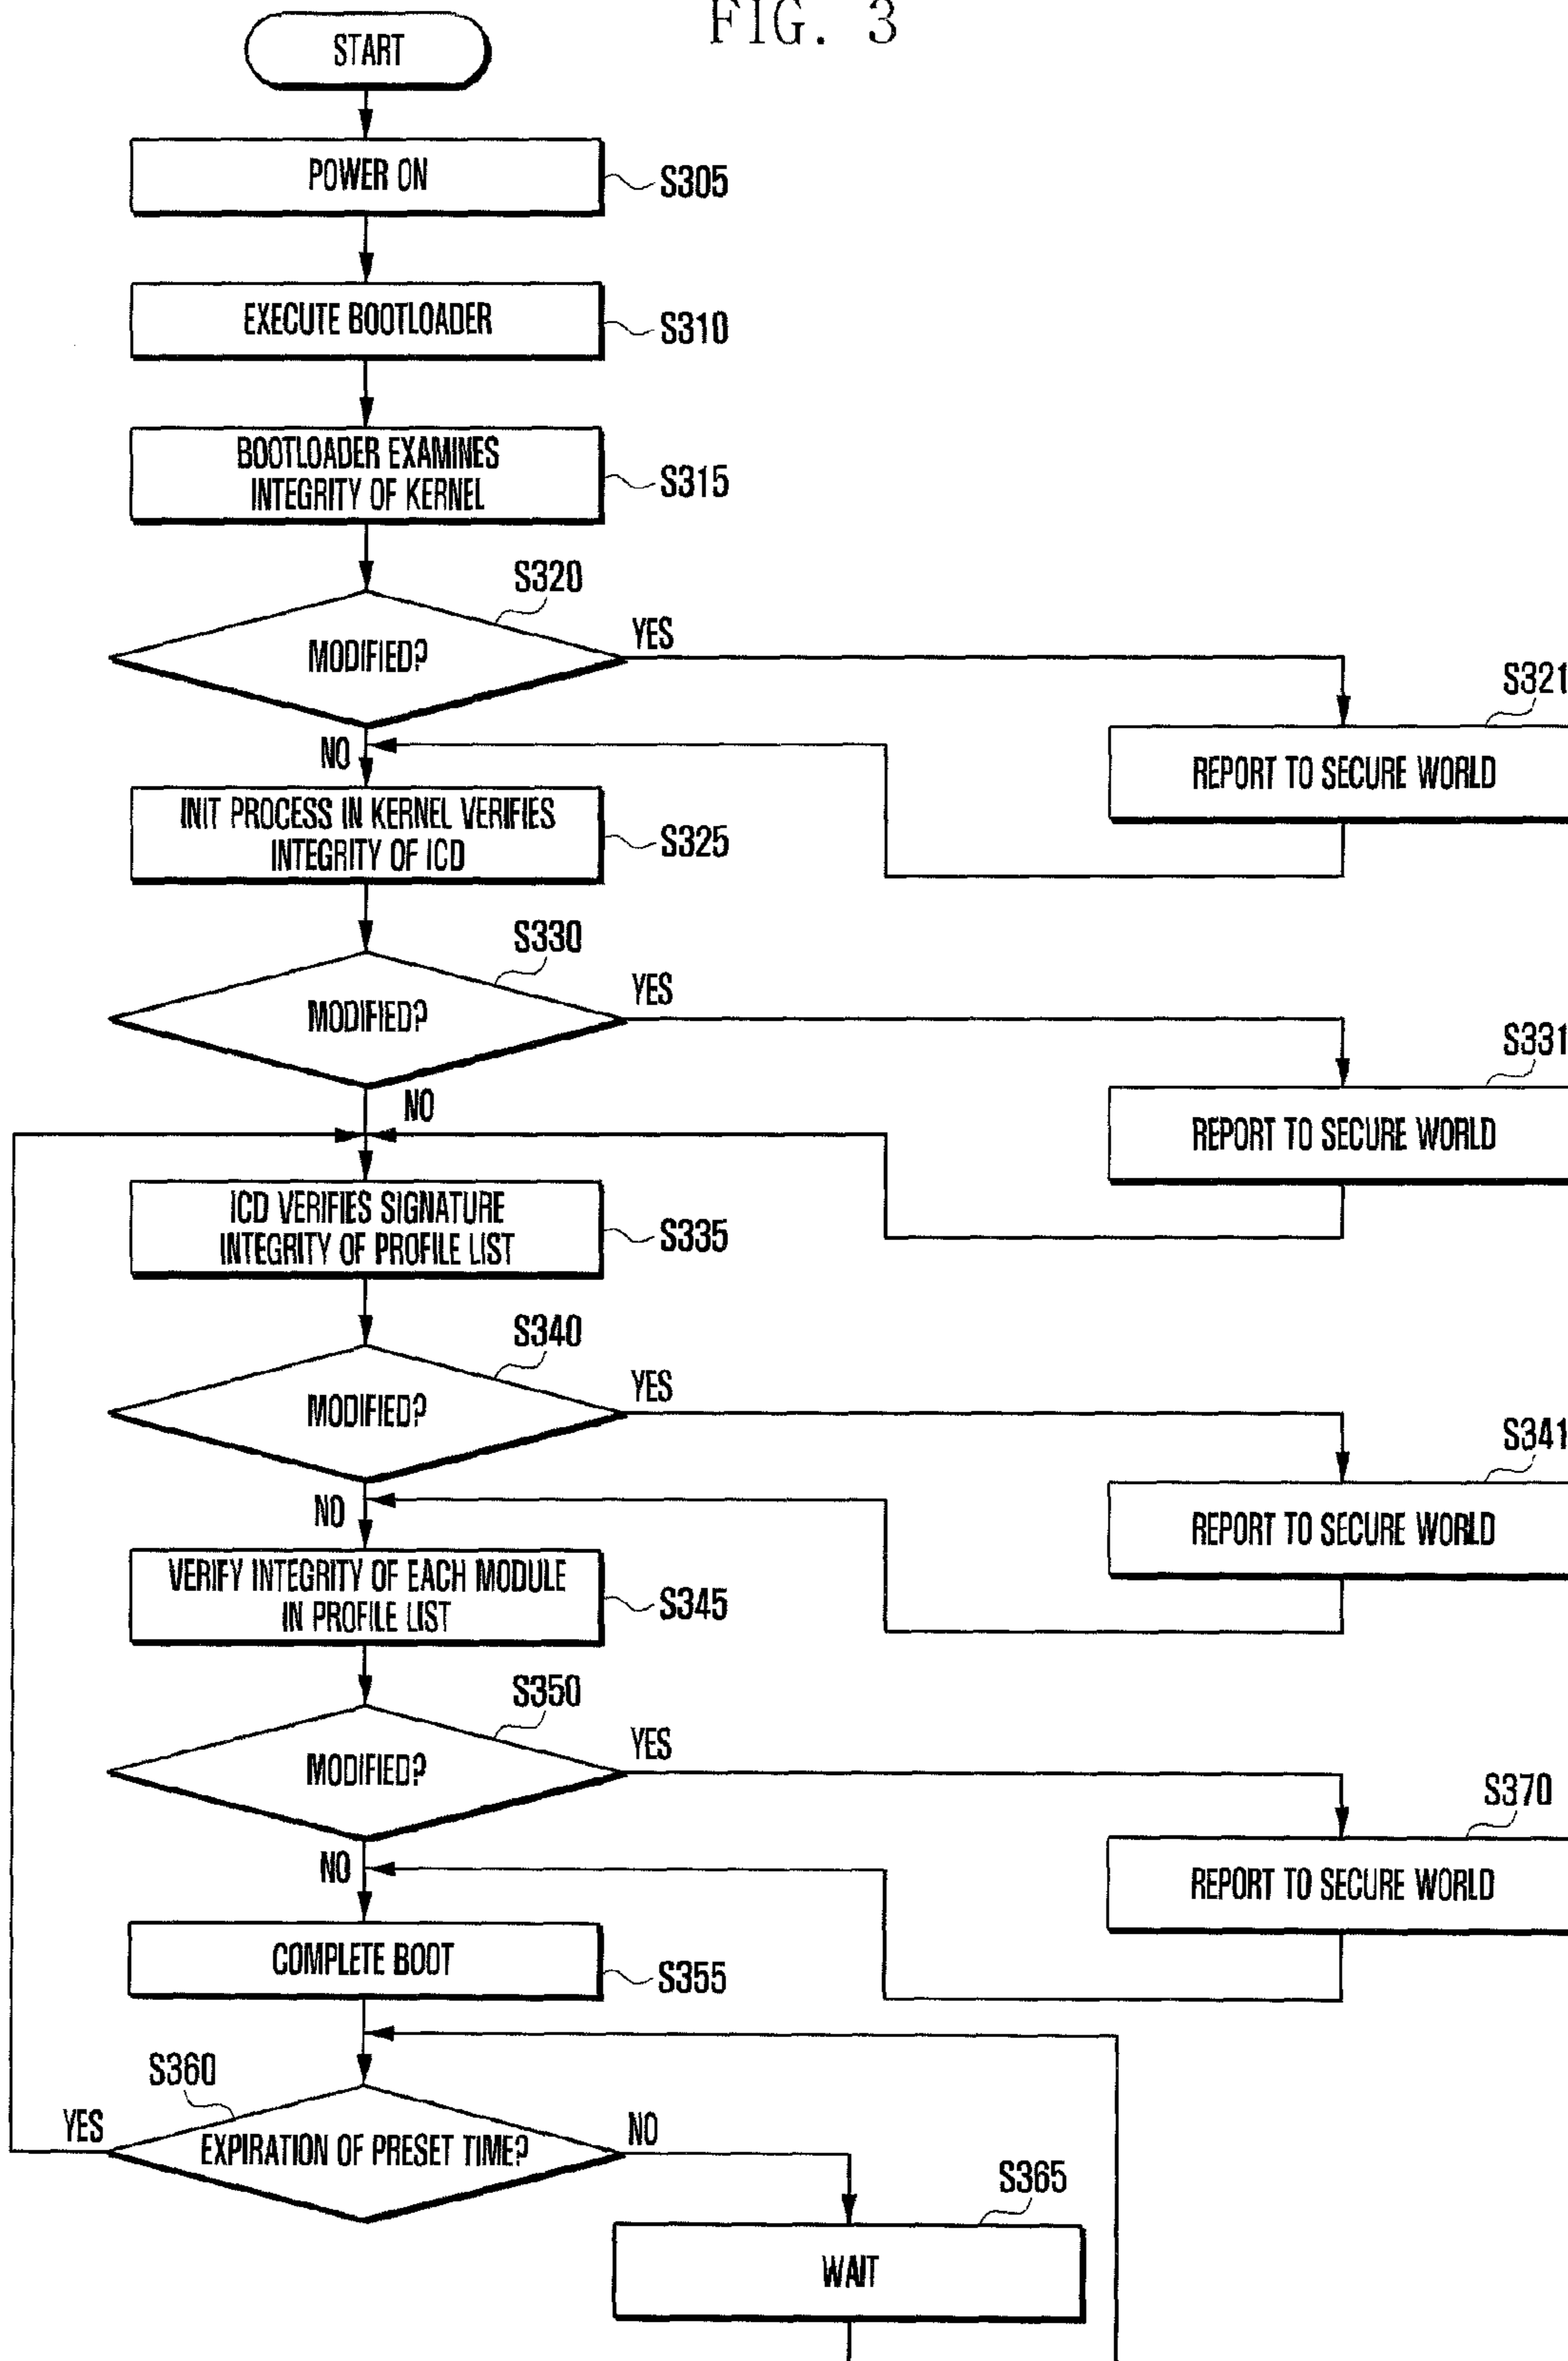 FIG. 3
START
POWER ON
S305
EXECUTE BOOTLOADER
S310
BOOTLOADER EXAMINES
INTEGRITY OF KERNEL
S315
S320
MODIFIED?
YES
NO
S321
REPORT TO SECURE WORLD
INIT PROCESS IN KERNEL VERIFIES
INTEGRITY OF ICD
S325
S330
MODIFIED?
YES
NO
S331
REPORT TO SECURE WORLD
ICD VERIFIES SIGNATURE
INTEGRITY OF PROFILE LIST
S335
S340
MODIFIED?
YES
NO
S341
REPORT TO SECURE WORLD
VERIFY INTEGRITY OF EACH MODULE
IN PROFILE LIST
S345
S350
MODIFIED?
YES
NO
S370
REPORT TO SECURE WORLD
COMPLETE BOOT
S355
S360
YES
EXPIRATION OF PRESET TIME?
NO
S365
WAIT